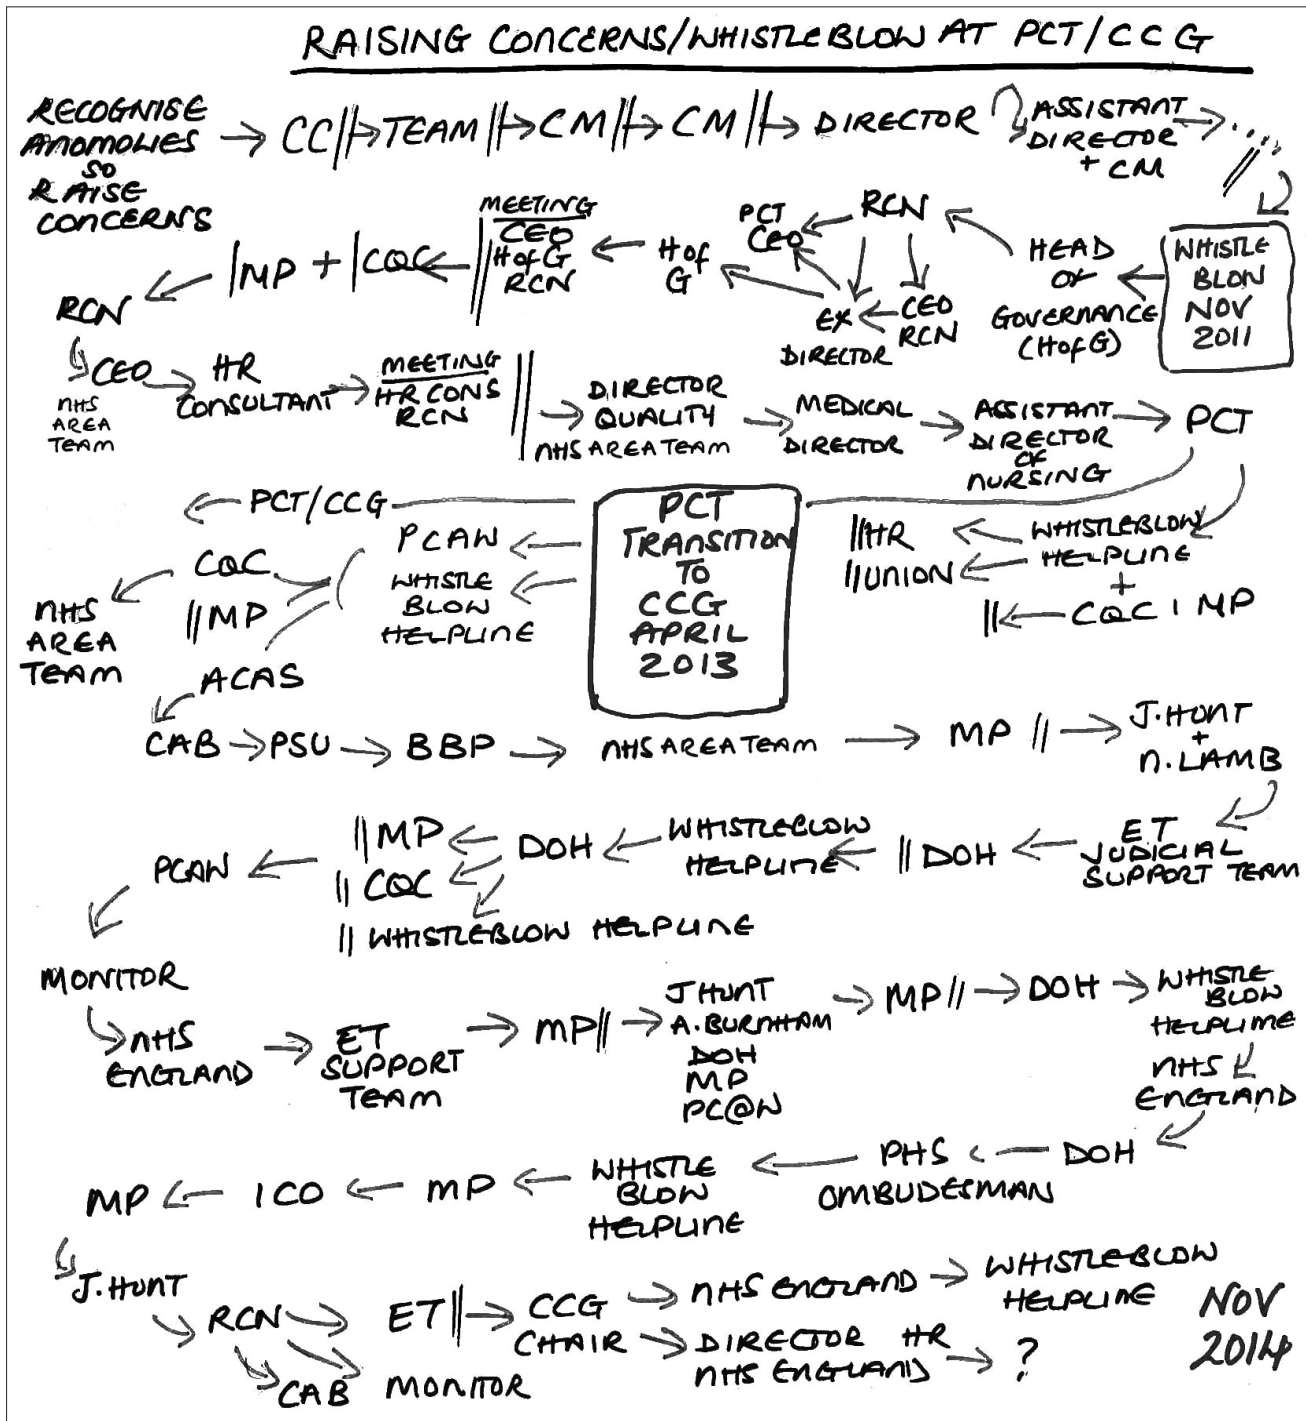 RAISING CONCERNS/WHISTLEBLOW AT PCT/CCG
RECOGNISE
ANOMOLIES
SO
RAISE
CONCERNS
→ CC ||→ TEAM ||→ CM ||→ CM ||→ DIRECTOR
ASSISTANT
DIRECTOR
+ CM
→ .....
//
WHISTLE
BLOW
NOV
2011
HEAD
OF
GOVERNANCE
(HofG)
RCN
PCT
CEO
CEO
RCN
EX
DIRECTOR
H of
G
MEETING
CEO
HofG
RCN
|MP + |CQC
RCN
CEO
NHS
AREA
TEAM
HR
CONSULTANT
MEETING
HR CONS
RCN
||
DIRECTOR
QUALITY
NHS AREA TEAM
MEDICAL
DIRECTOR
ASSISTANT
DIRECTOR
OF
NURSING
PCT
WHISTLEBLOW
HELPLINE
+
CQC | MP
||HR
||UNION
||
PCT
TRANSITION
TO
CCG
APRIL
2013
PCT/CCG
PCAW
WHISTLE
BLOW
HELPLINE
CQC
||MP
ACAS
NHS
AREA
TEAM
CAB → PSU → BBP → NHS AREA TEAM → MP || →
J.HUNT
+
N.LAMB
ET
JUDICIAL
SUPPORT TEAM
|| DOH
WHISTLEBLOW
HELPLINE
DOH
|| MP
|| CQC
|| WHISTLEBLOW HELPLINE
PCAW
MONITOR
NHS
ENGLAND
ET
SUPPORT
TEAM
MP||
J HUNT
A.BURNHAM
DOH
MP
PC@W
MP|| → DOH →
WHISTLE
BLOW
HELPLINE
NHS
ENGLAND
DOH
PHS
OMBUDESMAN
WHISTLE
BLOW
HELPLINE
MP ← ICO ← MP
J.HUNT
RCN
CAB
MONITOR
ET|| →
CCG
CHAIR
NHS ENGLAND
WHISTLEBLOW
HELPLINE
DIRECTOR HR
NHS ENGLAND
→ ?
NOV
2014